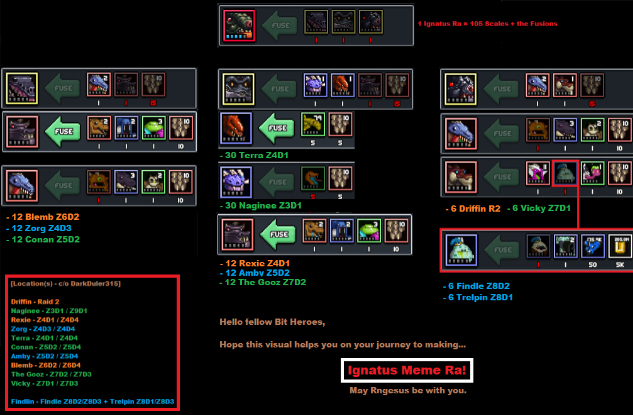 FUSE
1 Ignatus Ra = 105 Scales + the Fusions
FUSE
FUSE
FUSE
FUSE
FUSE
FUSE
FUSE
FUSE
- 30 Terra Z4D1
FUSE
FUSE
FUSE
- 12 Blemb Z6D2
- 12 Zorg Z4D3
- 12 Conan Z5D2
- 30 Naginee Z3D1
- 6 Driffin R2 - 6 Vicky Z7D1
FUSE
FUSE
50
5K
- 12 Rexie Z4D1
- 12 Amby Z5D2
- 12 The Gooz Z7D2
- 6 Findle Z8D2
- 6 Trelpin Z8D1
[Location(s) - c/o DarkDuler315]
Driffin - Raid 2
Naginee - Z3D1 / Z9D1
Rexie - Z4D1 / Z4D4
Zorg - Z4D3 / Z4D4
Terra - Z4D1 / Z4D4
Conan - Z5D2 / Z5D4
Amby - Z5D2 / Z5D4
Blemb - Z6D2 / Z6D4
The Gooz - Z7D2 / Z7D3
Vicky - Z7D1 / Z7D3
Findlin - Findle Z8D2/Z8D3 + Trelpin Z8D1/Z8D3
Hello fellow Bit Heroes,
Hope this visual helps you on your journey to making...
Ignatus Meme Ra!
May Rngesus be with you.